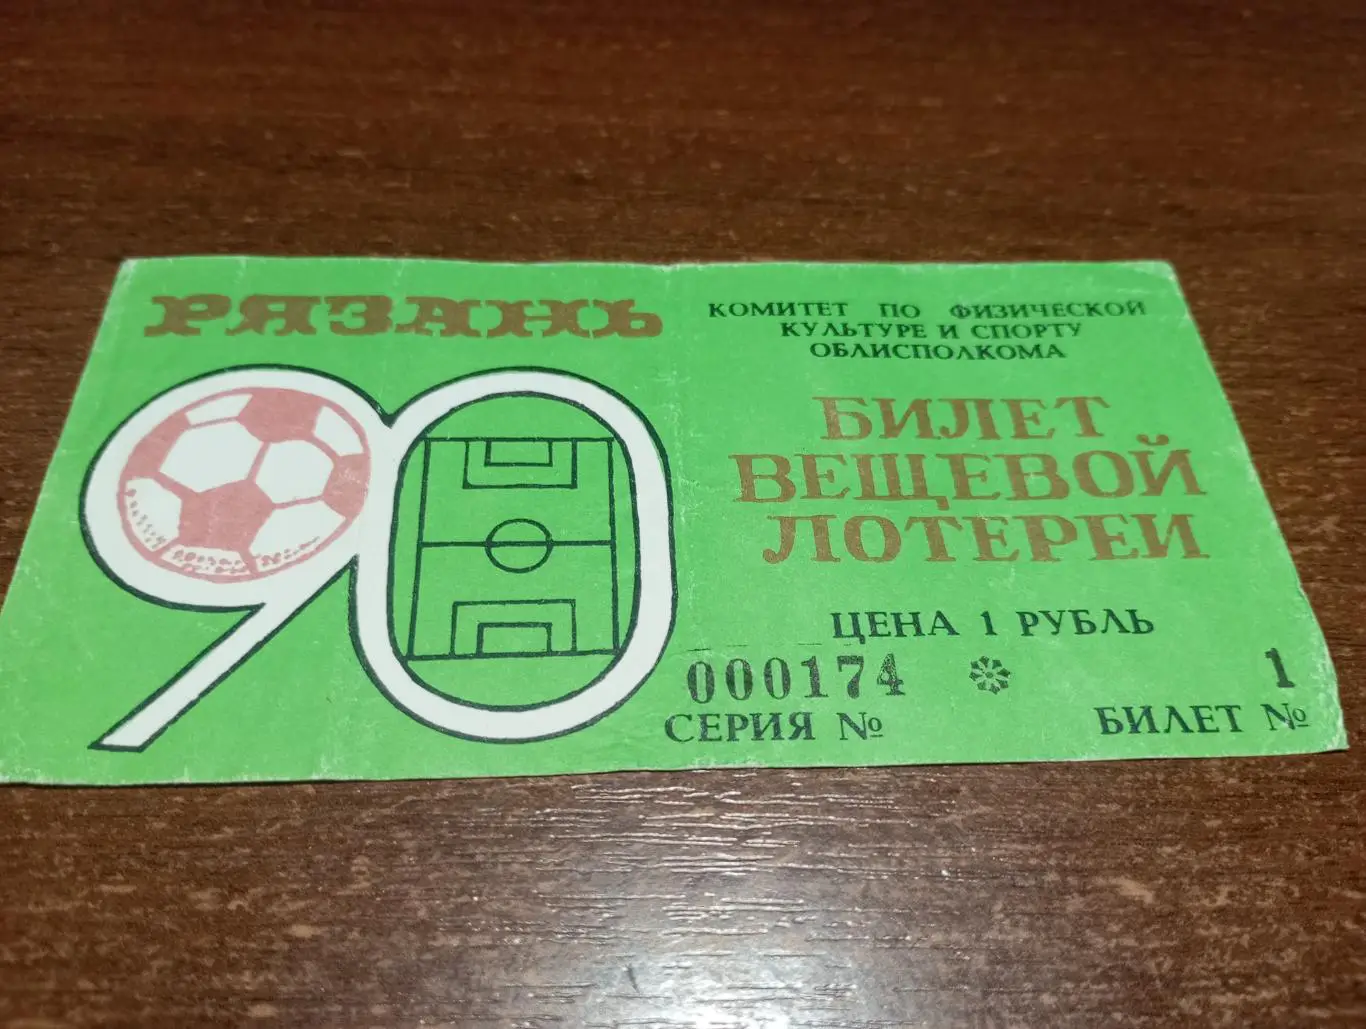 РЯЗАНЬ
90
КОМИТЕТ ПО ФИЗИЧЕСКОЙ
КУЛЬТУРЕ И СПОРТУ
ОБЛИСПОЛКОМА
БИЛЕТ
ВЕЩЕВОЙ
ЛОТЕРЕИ
ЦЕНА 1 РУБЛЬ
000174 1
СЕРИЯ № БИЛЕТ №